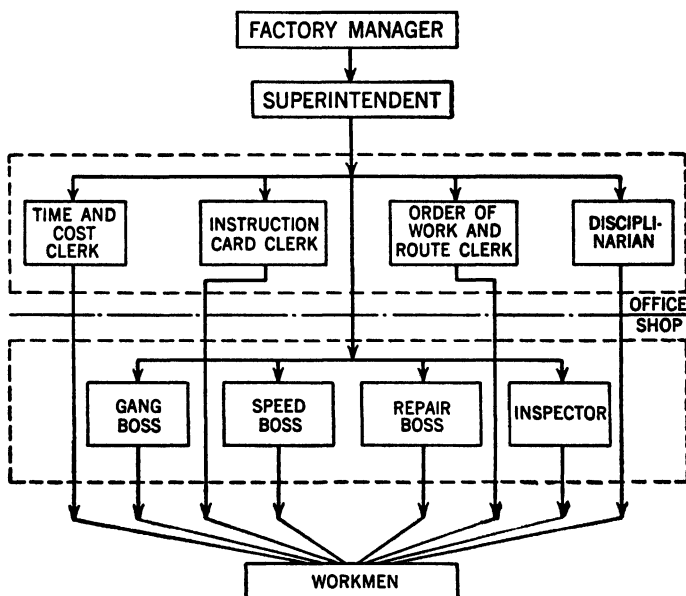 FACTORY MANAGER
SUPERINTENDENT
TIME AND
COST
CLERK
INSTRUCTION
CARD CLERK
ORDER OF
WORK AND
ROUTE CLERK
DISCIPLI-
NARIAN
OFFICE
SHOP
GANG
BOSS
SPEED
BOSS
REPAIR
BOSS
INSPECTOR
WORKMEN